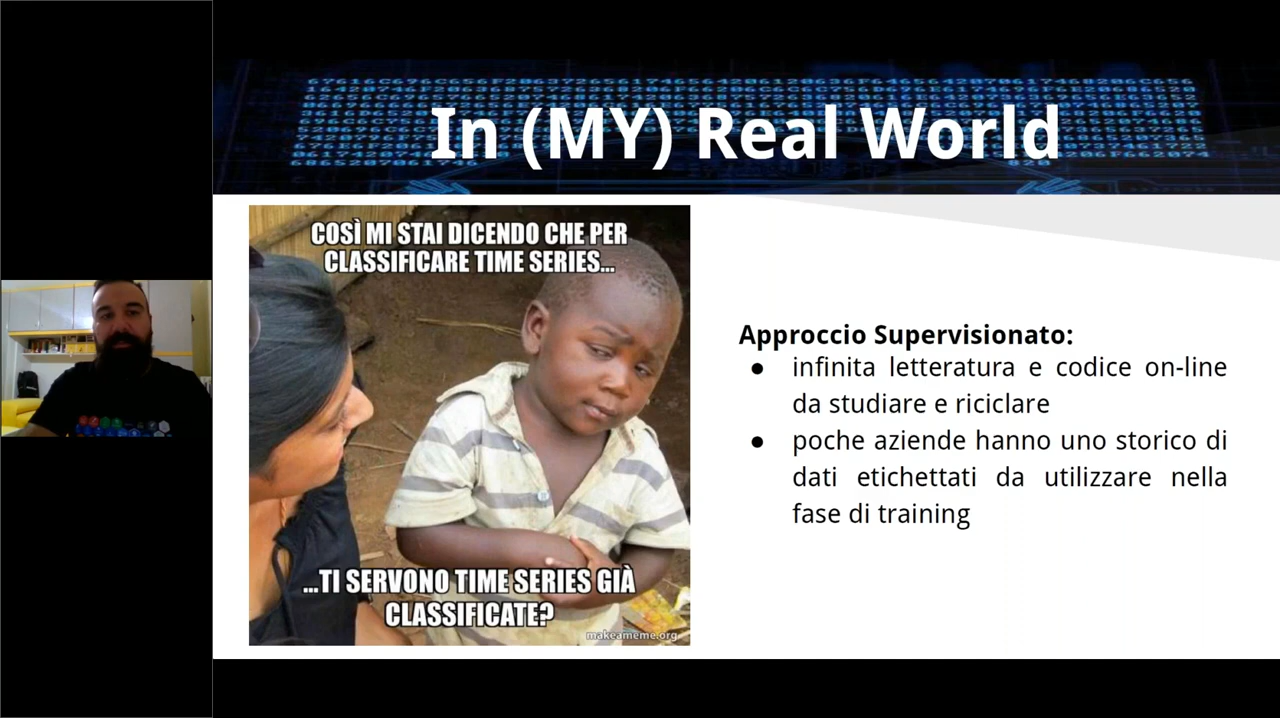 In (MY) Real World
COSÌ MI STAI DICENDO CHE PER
CLASSIFICARE TIME SERIES...
...TI SERVONO TIME SERIES GIÀ
CLASSIFICATE?
makeameme.org
Approccio Supervisionato:
● infinita letteratura e codice on-line
da studiare e riciclare
● poche aziende hanno uno storico di
dati etichettati da utilizzare nella
fase di training